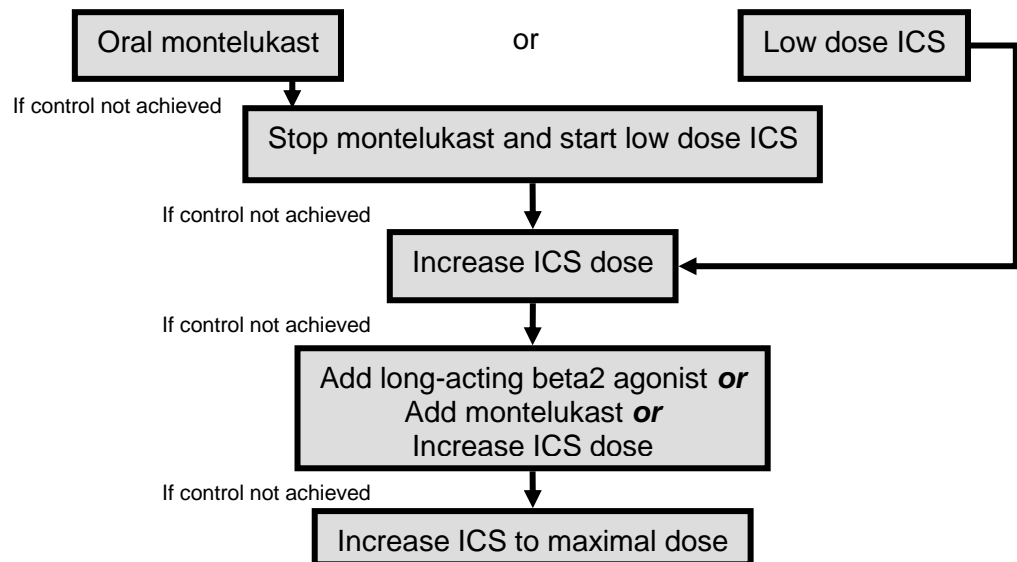 Oral montelukast
or
Low dose ICS
If control not achieved
Stop montelukast and start low dose ICS
If control not achieved
Increase ICS dose
If control not achieved
Add long-acting beta2 agonist or
Add montelukast or
Increase ICS dose
If control not achieved
Increase ICS to maximal dose